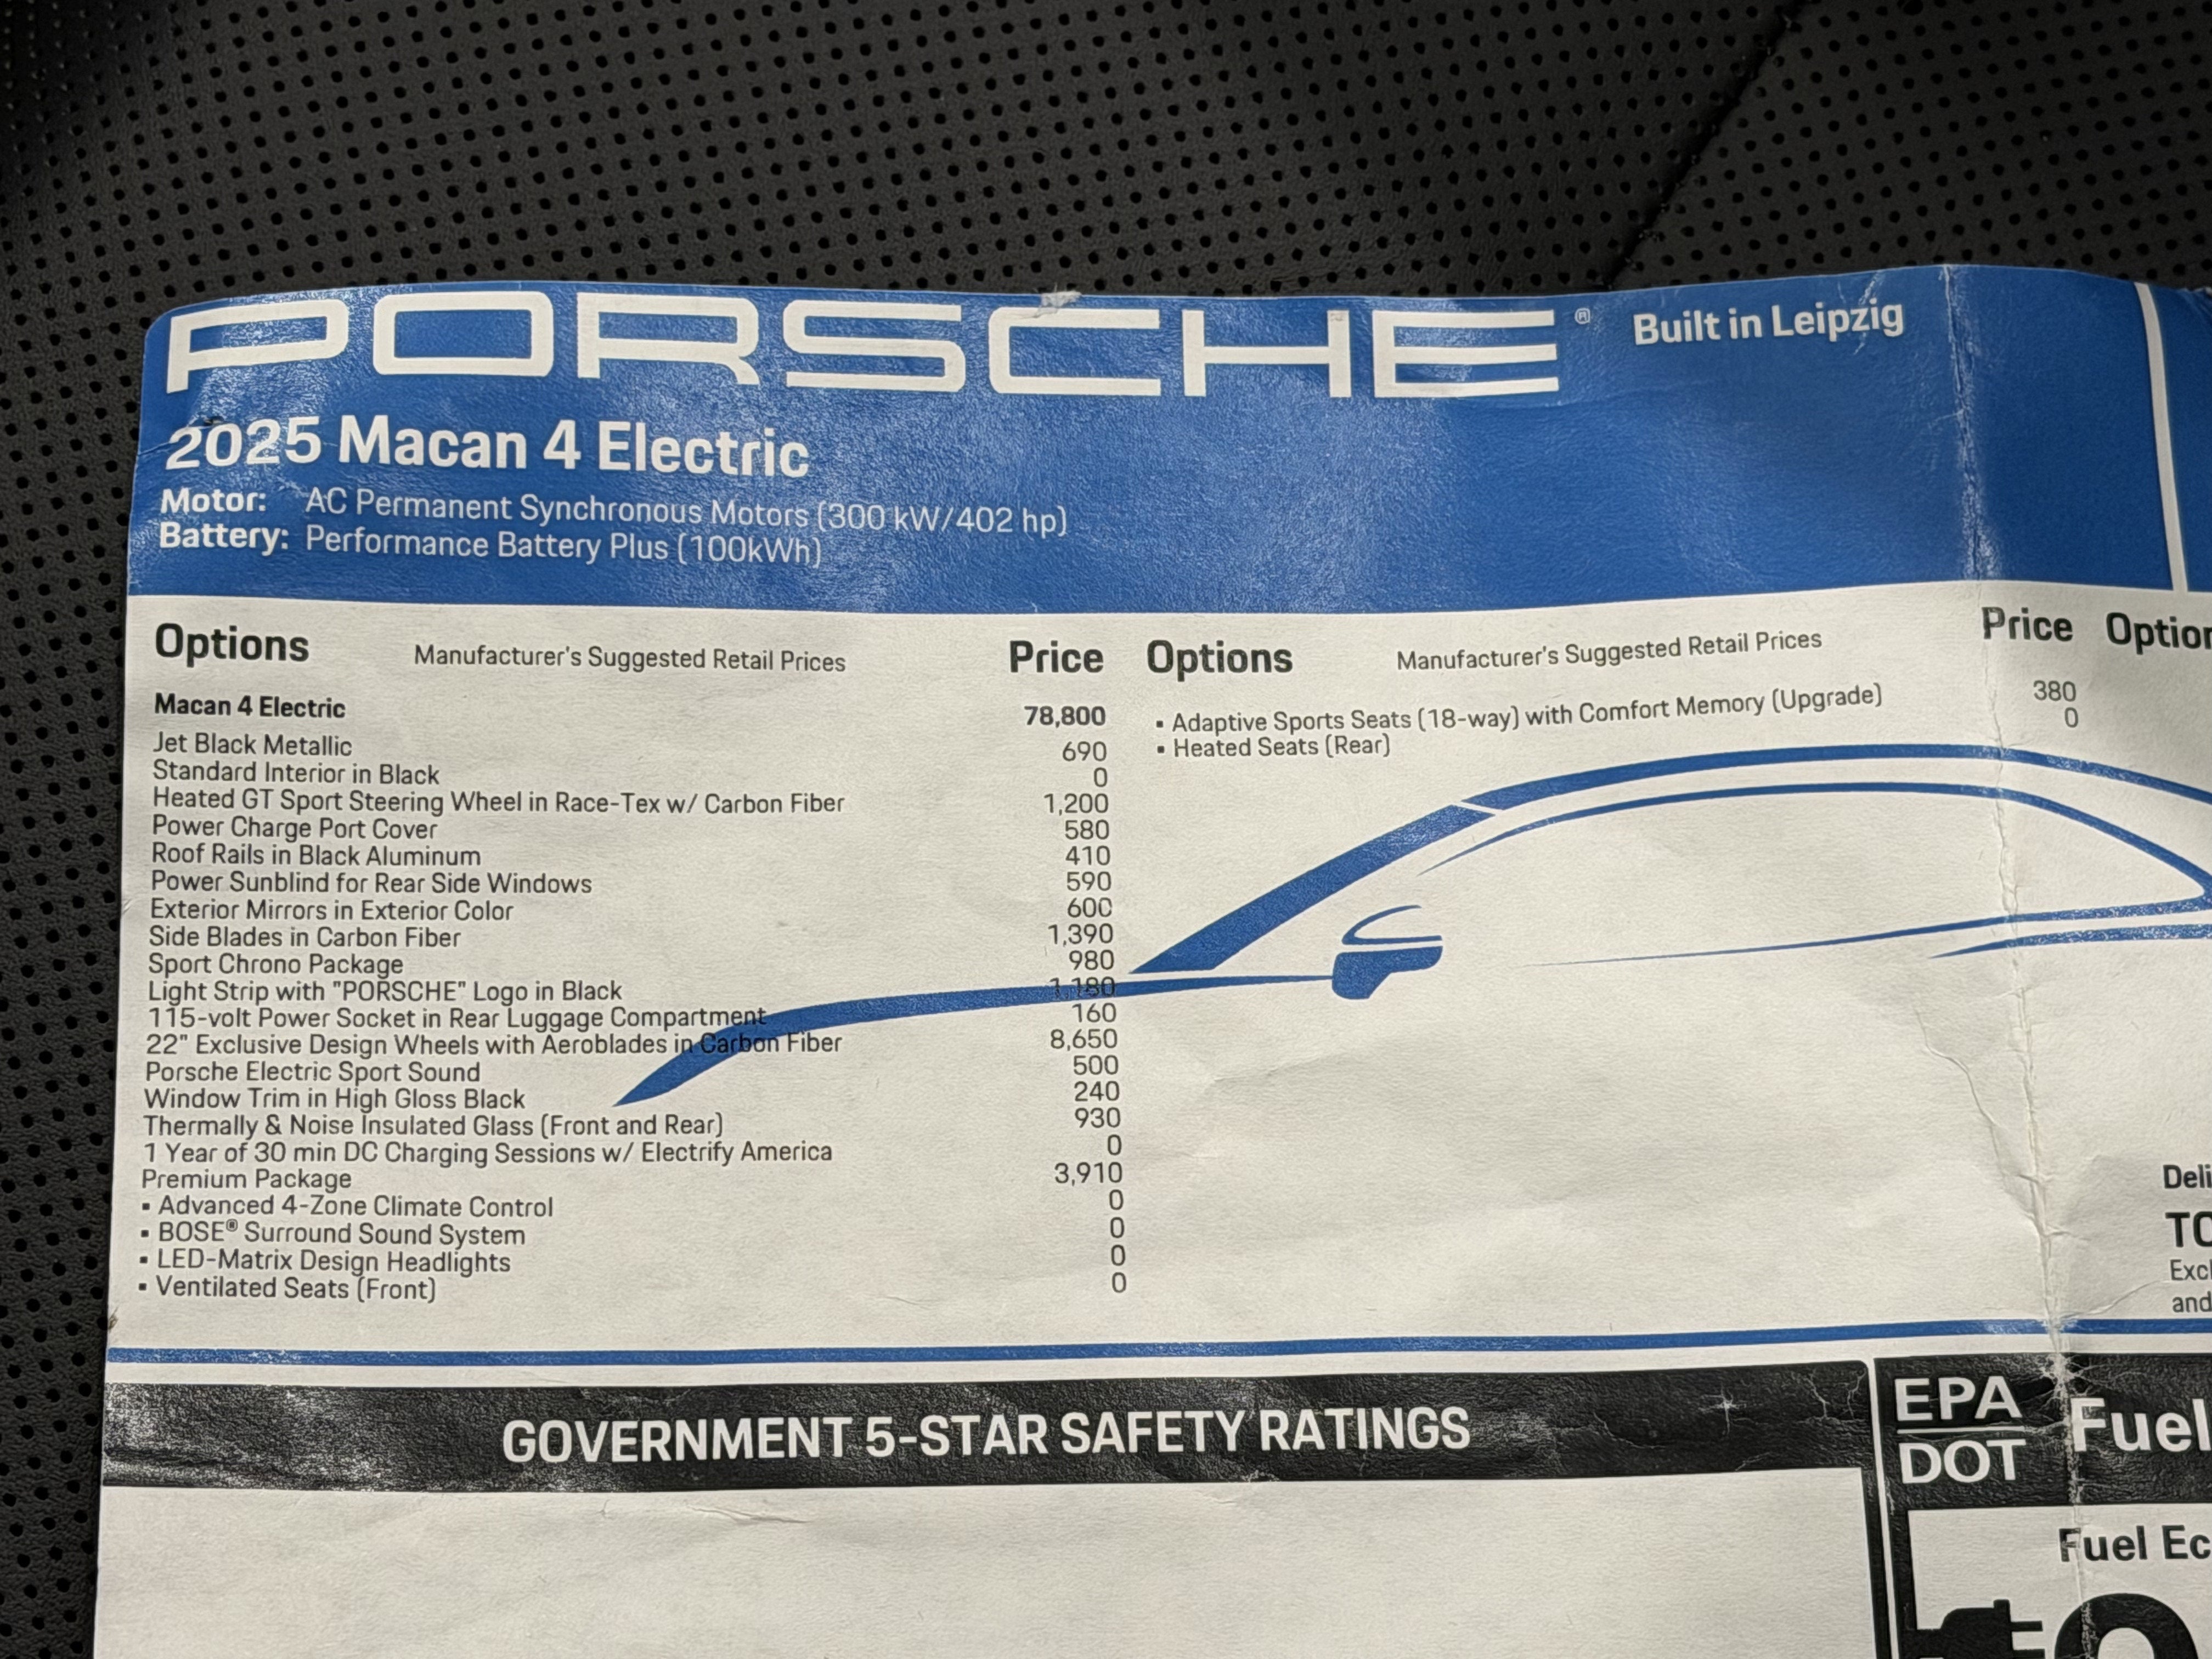 PORSCHE® Built in Leipzig
2025 Macan 4 Electric
Motor: AC Permanent Synchronous Motors (300 kW/402 hp)
Battery: Performance Battery Plus (100kWh)
Options Manufacturer's Suggested Retail Prices Price
Macan 4 Electric 78,800
Jet Black Metallic 690
Standard Interior in Black 0
Heated GT Sport Steering Wheel in Race-Tex w/ Carbon Fiber 1,200
Power Charge Port Cover 580
Roof Rails in Black Aluminum 410
Power Sunblind for Rear Side Windows 590
Exterior Mirrors in Exterior Color 600
Side Blades in Carbon Fiber 1,390
Sport Chrono Package 980
Light Strip with "PORSCHE" Logo in Black 1,180
115-volt Power Socket in Rear Luggage Compartment 160
22" Exclusive Design Wheels with Aeroblades in Carbon Fiber 8,650
Porsche Electric Sport Sound 500
Window Trim in High Gloss Black 240
Thermally & Noise Insulated Glass (Front and Rear) 930
1 Year of 30 min DC Charging Sessions w/ Electrify America 0
Premium Package 3,910
▪ Advanced 4-Zone Climate Control 0
▪ BOSE® Surround Sound System 0
▪ LED-Matrix Design Headlights 0
▪ Ventilated Seats (Front) 0
Options Manufacturer's Suggested Retail Prices Price
▪ Adaptive Sports Seats (18-way) with Comfort Memory (Upgrade) 380
▪ Heated Seats (Rear) 0
Option
Deli
TO
Excl
and
GOVERNMENT 5-STAR SAFETY RATINGS
EPA
DOT
Fuel
Fuel Ec